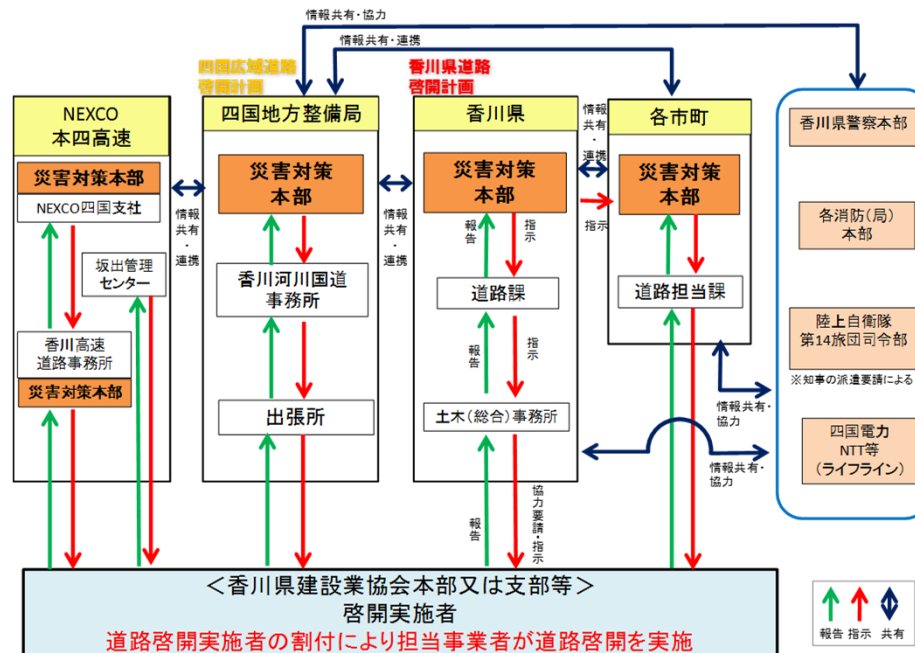 情報共有・協力
情報共有・連携
四国広域道路
啓開計画
香川県道路
啓開計画
NEXCO
本四高速
四国地方整備局
香川県
情報
共有
・
連携
各市町
香川県警察本部
災害対策本部
NEXCO四国支社
災害対策
本部
災害対策
本部
災害対策
本部
各消防(局)
本部
情報
共有
・
連携
情報
共有
・
連携
報告
指示
指示
坂出管理
センター
香川河川国道
事務所
道路課
道路担当課
陸上自衛隊
第14旅団司令部
※知事の派遣要請による
香川高速
道路事務所
災害対策本部
報告
指示
情報共有・
協力
出張所
土木(総合)事務所
四国電力
NTT等
(ライフライン)
情報共有・
協力
報告
協力要請・指示
<香川県建設業協会本部又は支部等>
啓開実施者
道路啓開実施者の割付により担当事業者が道路啓開を実施
報告 指示 共有